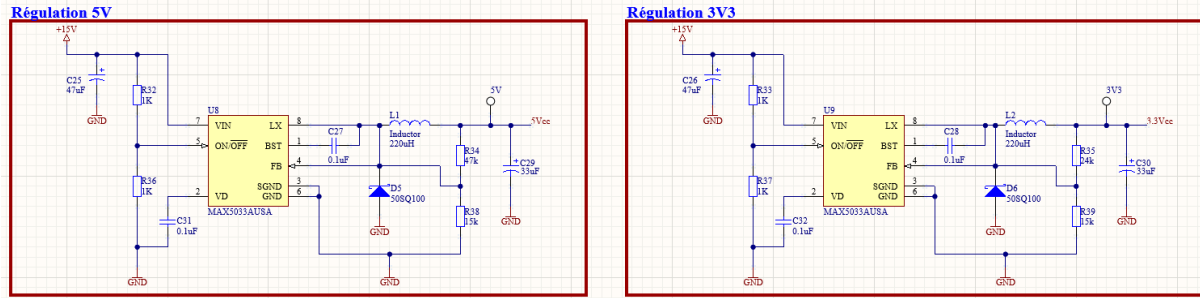 Régulation 5V
+15V
C25
47uF
GND
R32
1K
R36
1K
C31
0.1uF
GND
U8
7
VIN
5
ON/OFF
2
VD
LX
8
BST
1
FB
4
SGND
3
GND
6
MAX5033AUSA
C27
0.1uF
L1
Inductor
220uH
D5
50SQ100
GND
5V
5Vcc
R34
47k
R38
15k
C29
33uF
GND
GND
Régulation 3V3
+15V
C26
47uF
GND
R33
1K
R37
1K
C32
0.1uF
GND
U9
7
VIN
5
ON/OFF
2
VD
LX
8
BST
1
FB
4
SGND
3
GND
6
MAX5033AUSA
C28
0.1uF
L2
Inductor
220uH
D6
50SQ100
GND
3V3
3.3Vcc
R35
24k
R39
15k
C30
33uF
GND
GND